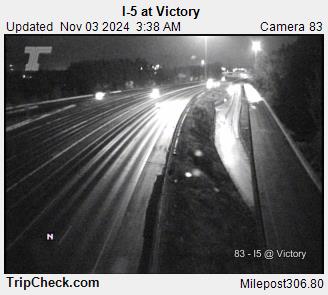 I-5 at Victory
Updated Nov 03 2024 3:38 AM Camera 83
T
N
83 - I5 @ Victory
TripCheck.com Milepost306.80